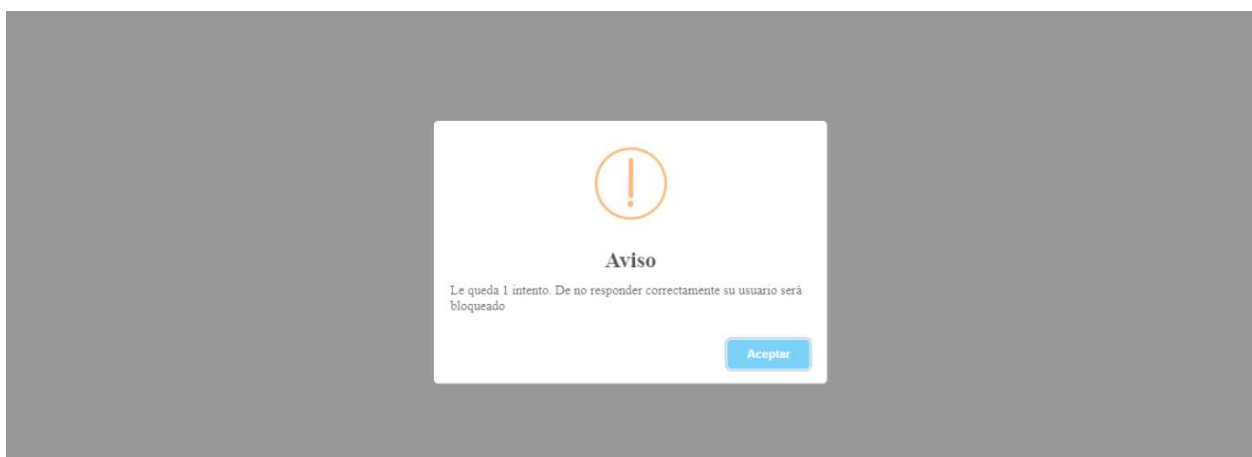 Aviso
Le queda 1 intento. De no responder correctamente su usuario será
bloqueado
Aceptar